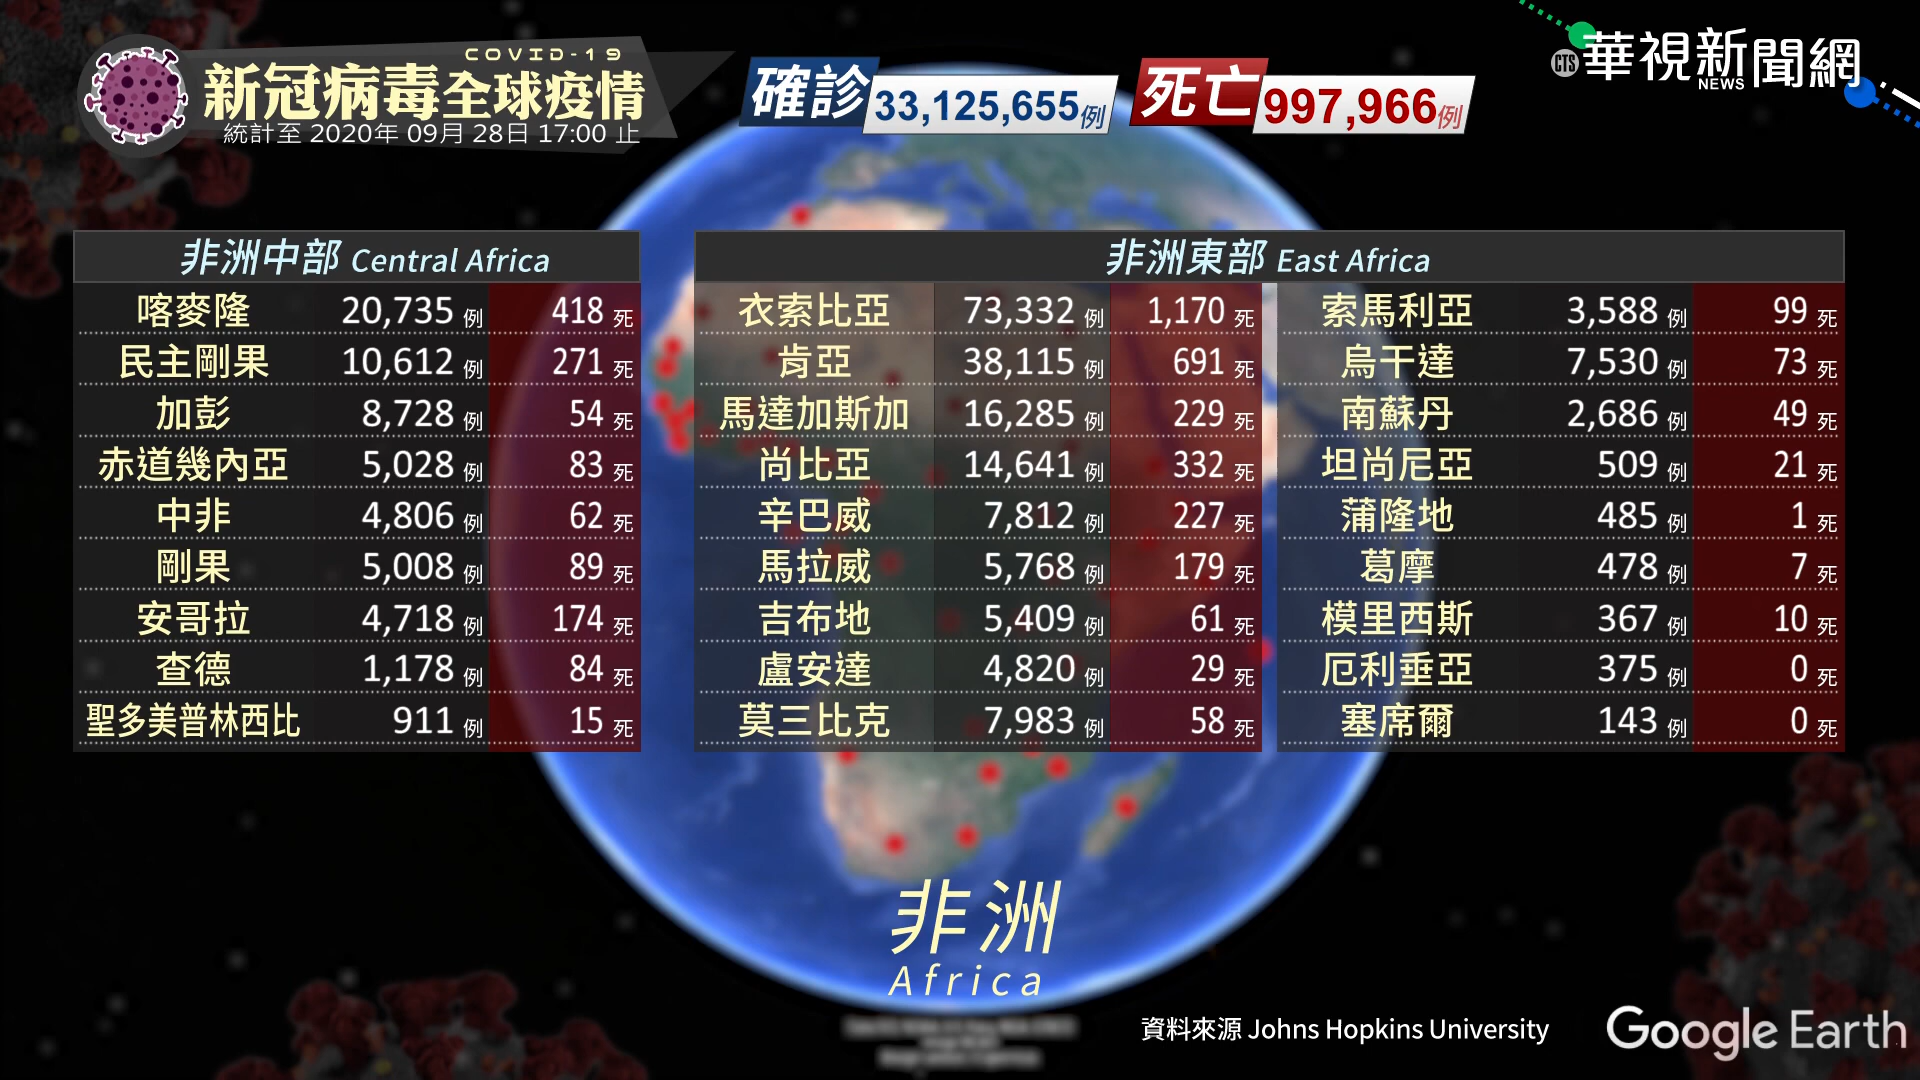 COVID-19
新冠病毒全球疫情
統計至 2020年 09月 28日 17:00 止
確診 33,125,655例
死亡 997,966例
CTS 華視新聞網
NEWS
非洲中部 Central Africa
喀麥隆 20,735 例 418 死
民主剛果 10,612 例 271 死
加彭 8,728 例 54 死
赤道幾內亞 5,028 例 83 死
中非 4,806 例 62 死
剛果 5,008 例 89 死
安哥拉 4,718 例 174 死
查德 1,178 例 84 死
聖多美普林西比 911 例 15 死
非洲東部 East Africa
衣索比亞 73,332 例 1,170 死
肯亞 38,115 例 691 死
馬達加斯加 16,285 例 229 死
尚比亞 14,641 例 332 死
辛巴威 7,812 例 227 死
馬拉威 5,768 例 179 死
吉布地 5,409 例 61 死
盧安達 4,820 例 29 死
莫三比克 7,983 例 58 死
索馬利亞 3,588 例 99 死
烏干達 7,530 例 73 死
南蘇丹 2,686 例 49 死
坦尚尼亞 509 例 21 死
蒲隆地 485 例 1 死
葛摩 478 例 7 死
模里西斯 367 例 10 死
厄利垂亞 375 例 0 死
塞席爾 143 例 0 死
非洲
Africa
資料來源 Johns Hopkins University
Google Earth